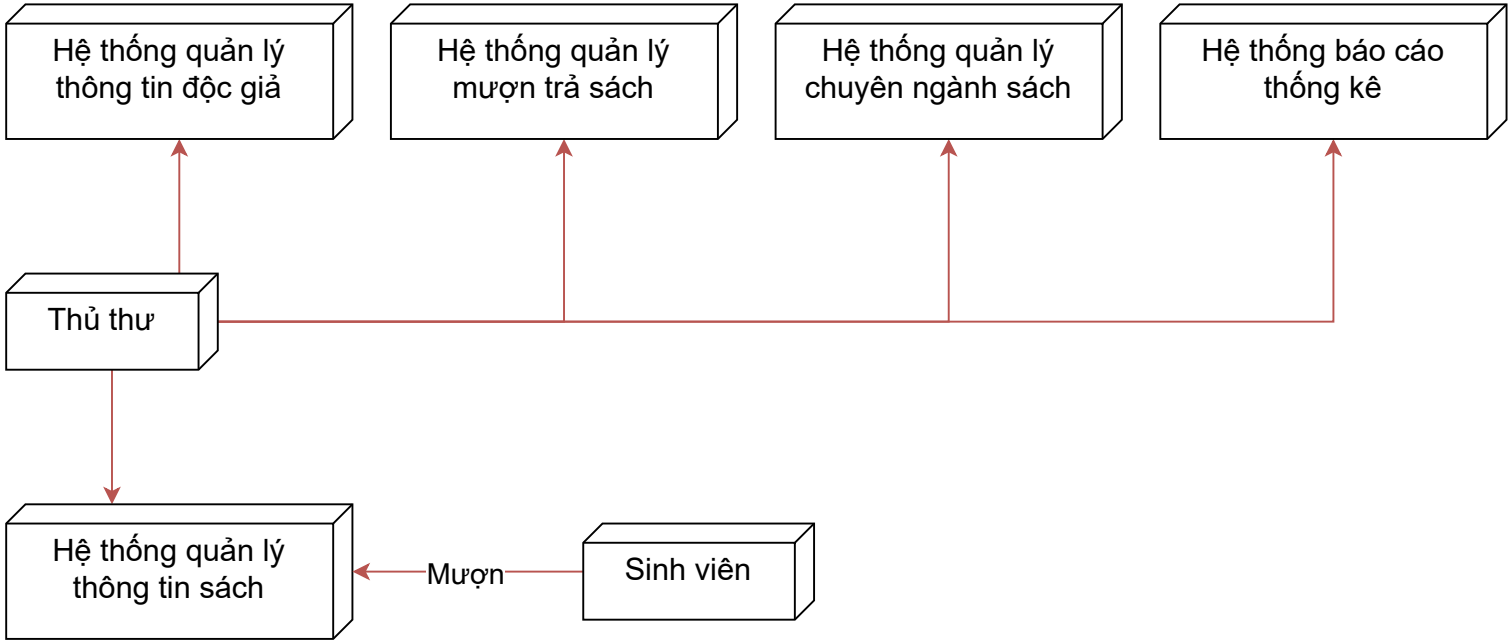 Hệ thống quản lý
thông tin độc giả
Hệ thống quản lý
mượn trả sách
Hệ thống quản lý
chuyên ngành sách
Hệ thống báo cáo
thống kê
Thủ thư
Hệ thống quản lý
thông tin sách
Mượn
Sinh viên